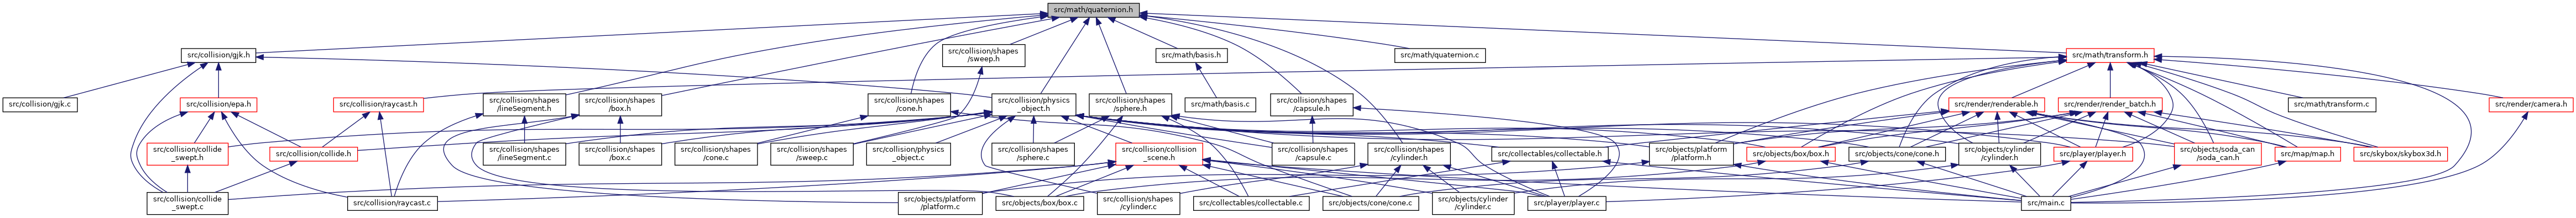 src/math/quaternion.h
src/collision/gjk.h
src/collision/shapes
/sweep.h
src/math/basis.h
src/math/quaternion.c
src/math/transform.h
src/collision/gjk.c
src/collision/epa.h
src/collision/raycast.h
src/collision/shapes
/lineSegment.h
src/collision/shapes
/box.h
src/collision/shapes
/cone.h
src/collision/physics
_object.h
src/collision/shapes
/sphere.h
src/math/basis.c
src/collision/shapes
/capsule.h
src/render/renderable.h
src/render/render_batch.h
src/math/transform.c
src/render/camera.h
src/collision/collide
_swept.h
src/collision/collide.h
src/collision/shapes
/lineSegment.c
src/collision/shapes
/box.c
src/collision/shapes
/cone.c
src/collision/shapes
/sweep.c
src/collision/physics
_object.c
src/collision/shapes
/sphere.c
src/collision/collision
_scene.h
src/collision/shapes
/capsule.c
src/collision/shapes
/cylinder.h
src/collectables/collectable.h
src/objects/platform
/platform.h
src/objects/box/box.h
src/objects/cone/cone.h
src/objects/cylinder
/cylinder.h
src/player/player.h
src/objects/soda_can
/soda_can.h
src/map/map.h
src/skybox/skybox3d.h
src/collision/collide
_swept.c
src/collision/raycast.c
src/objects/platform
/platform.c
src/objects/box/box.c
src/collision/shapes
/cylinder.c
src/collectables/collectable.c
src/objects/cone/cone.c
src/objects/cylinder
/cylinder.c
src/player/player.c
src/main.c